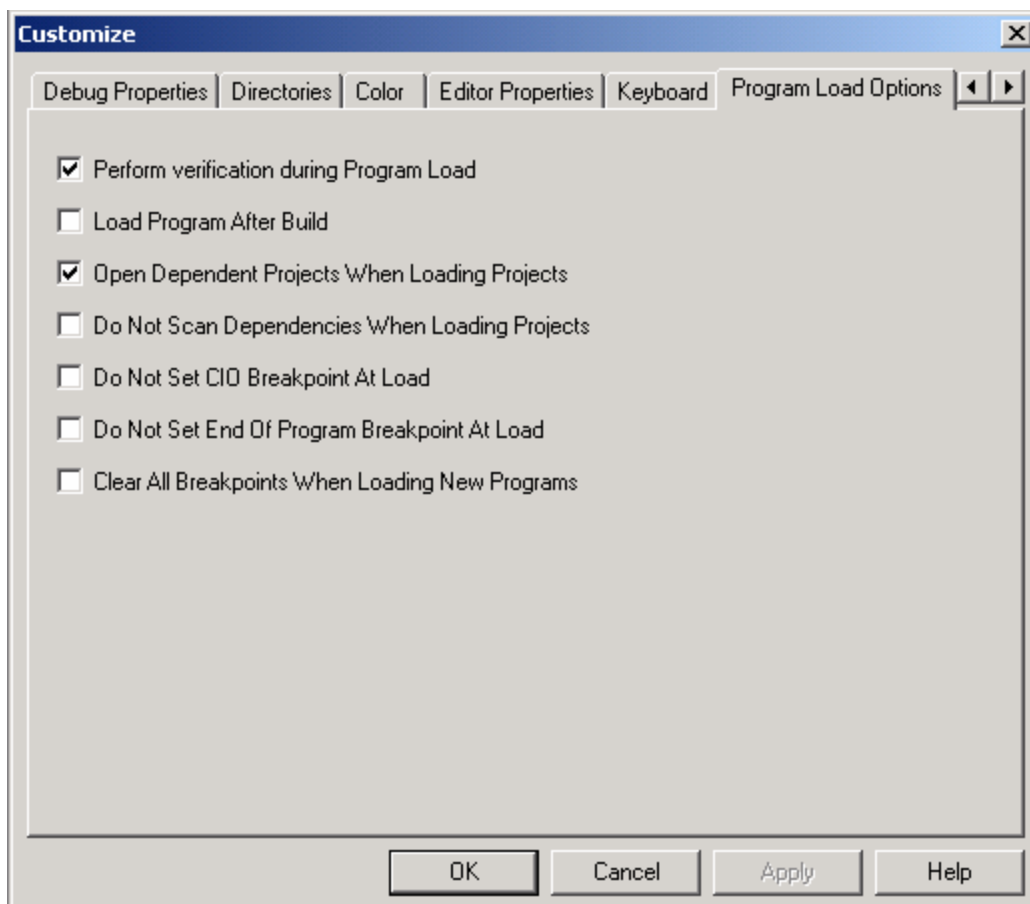 Customize
Debug Properties Directories Color Editor Properties Keyboard Program Load Options
Perform verification during Program Load
Load Program After Build
Open Dependent Projects When Loading Projects
Do Not Scan Dependencies When Loading Projects
Do Not Set CIO Breakpoint At Load
Do Not Set End Of Program Breakpoint At Load
Clear All Breakpoints When Loading New Programs
OK Cancel Apply Help